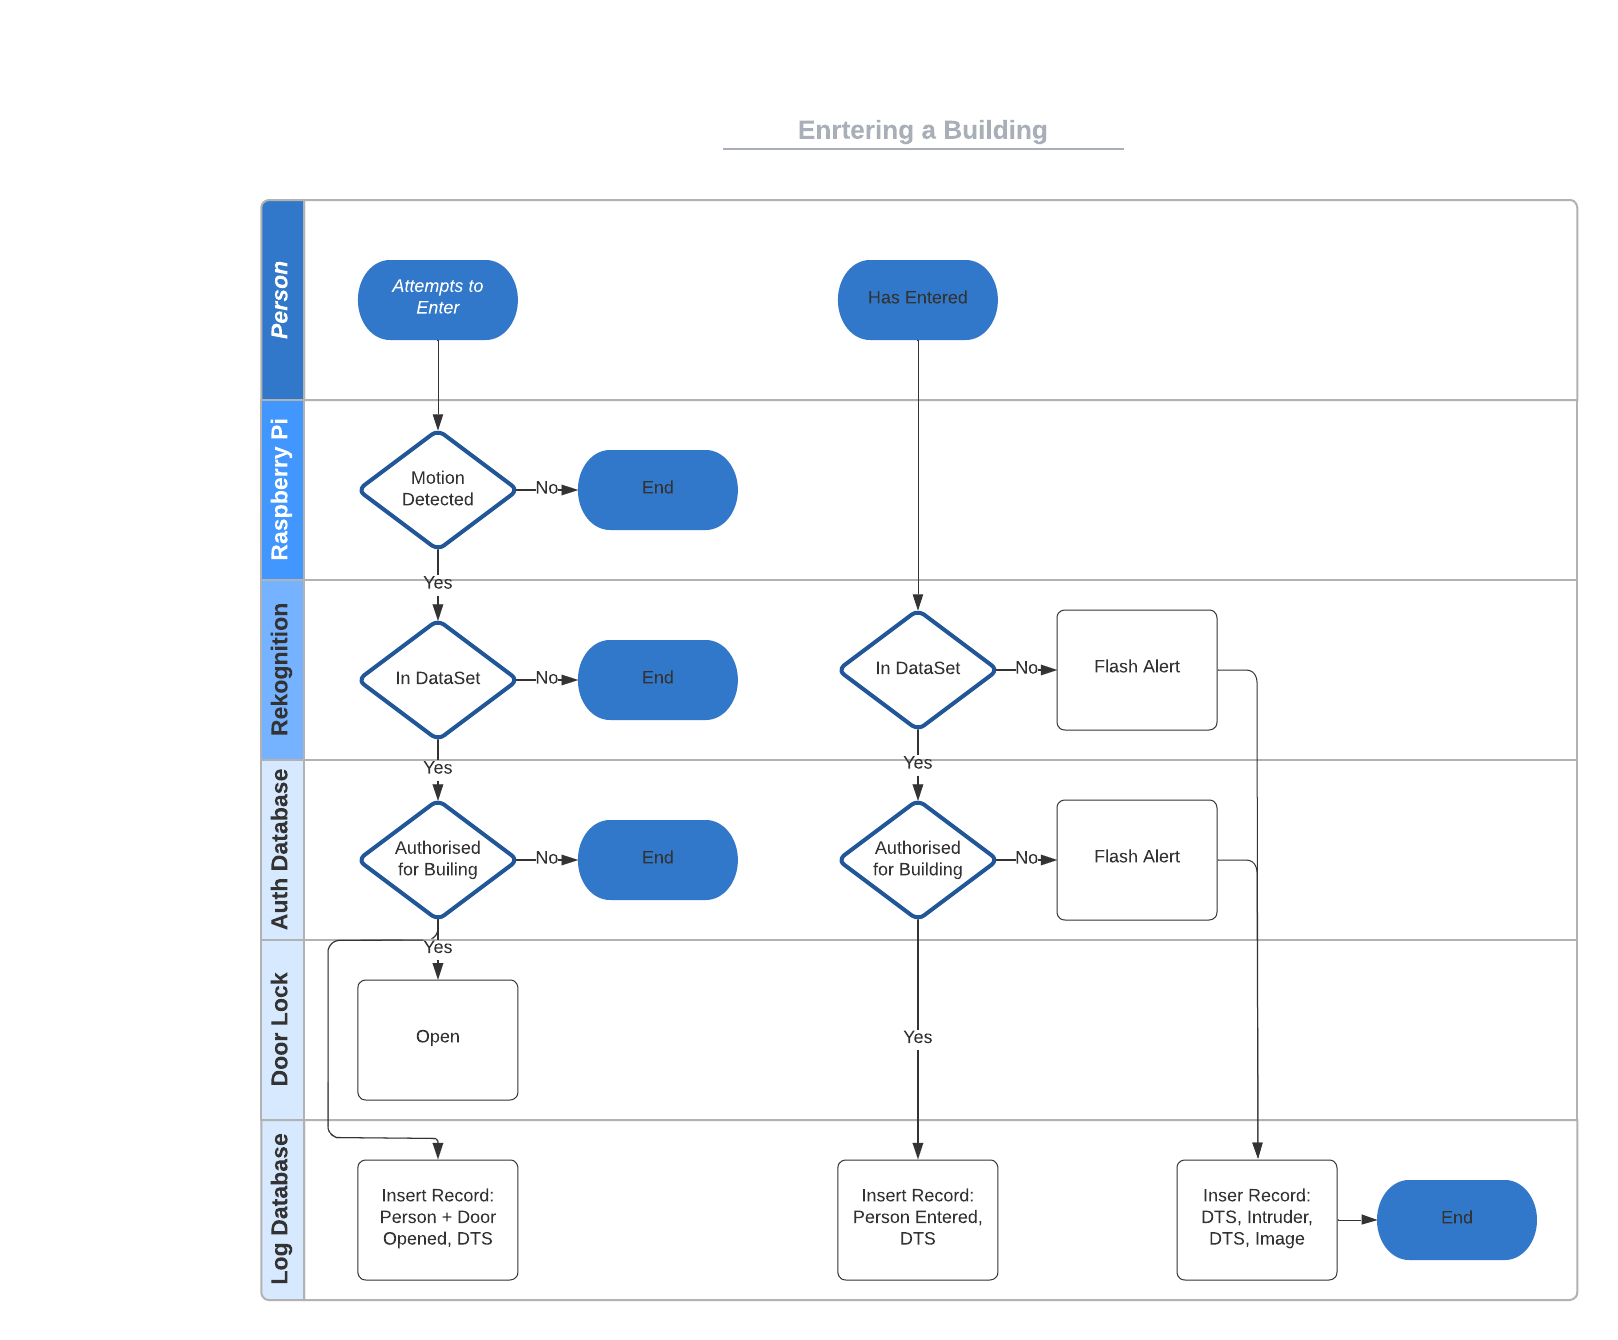 Enrtering a Building
Person
Attempts to
Enter
Has Entered
Raspberry Pi
Motion
Detected
No
End
Yes
Rekognition
In DataSet
No
End
In DataSet
No
Flash Alert
Yes
Yes
Auth Database
Authorised
for Builing
No
End
Authorised
for Building
No
Flash Alert
Yes
Door Lock
Open
Yes
Log Database
Insert Record:
Person + Door
Opened, DTS
Insert Record:
Person Entered,
DTS
Inser Record:
DTS, Intruder,
DTS, Image
End